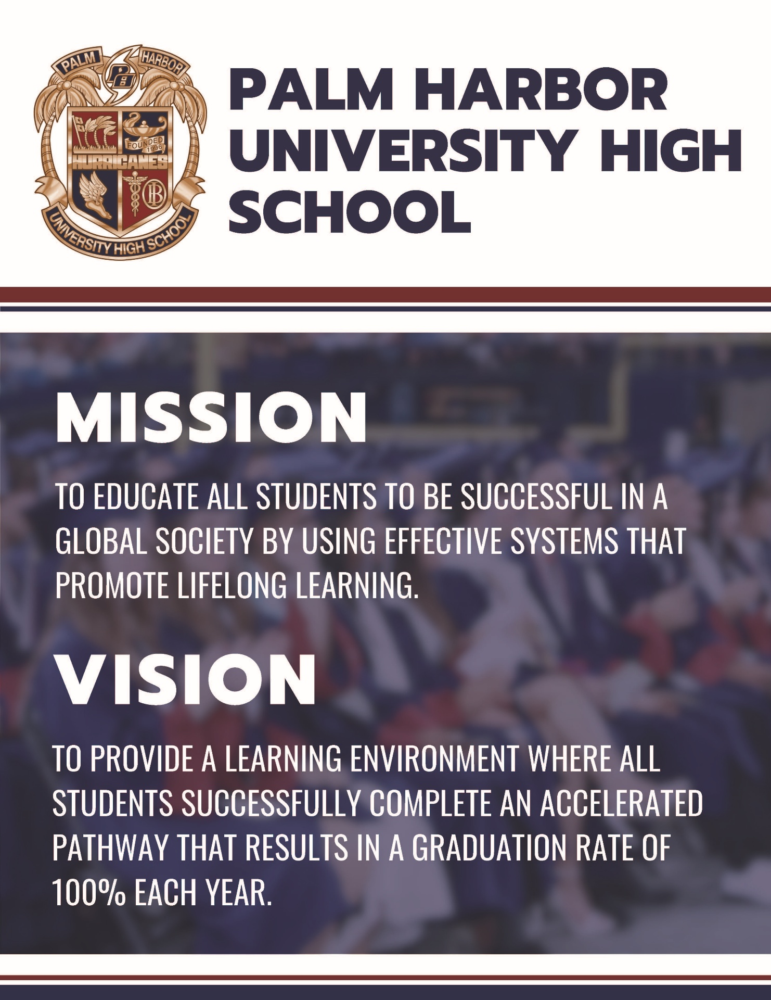 PALM HARBOR
PH
FOUNDED
1996
HURRICANES
IB
UNIVERSITY HIGH SCHOOL
PALM HARBOR
UNIVERSITY HIGH
SCHOOL
MISSION
TO EDUCATE ALL STUDENTS TO BE SUCCESSFUL IN A
GLOBAL SOCIETY BY USING EFFECTIVE SYSTEMS THAT
PROMOTE LIFELONG LEARNING.
VISION
TO PROVIDE A LEARNING ENVIRONMENT WHERE ALL
STUDENTS SUCCESSFULLY COMPLETE AN ACCELERATED
PATHWAY THAT RESULTS IN A GRADUATION RATE OF
100% EACH YEAR.